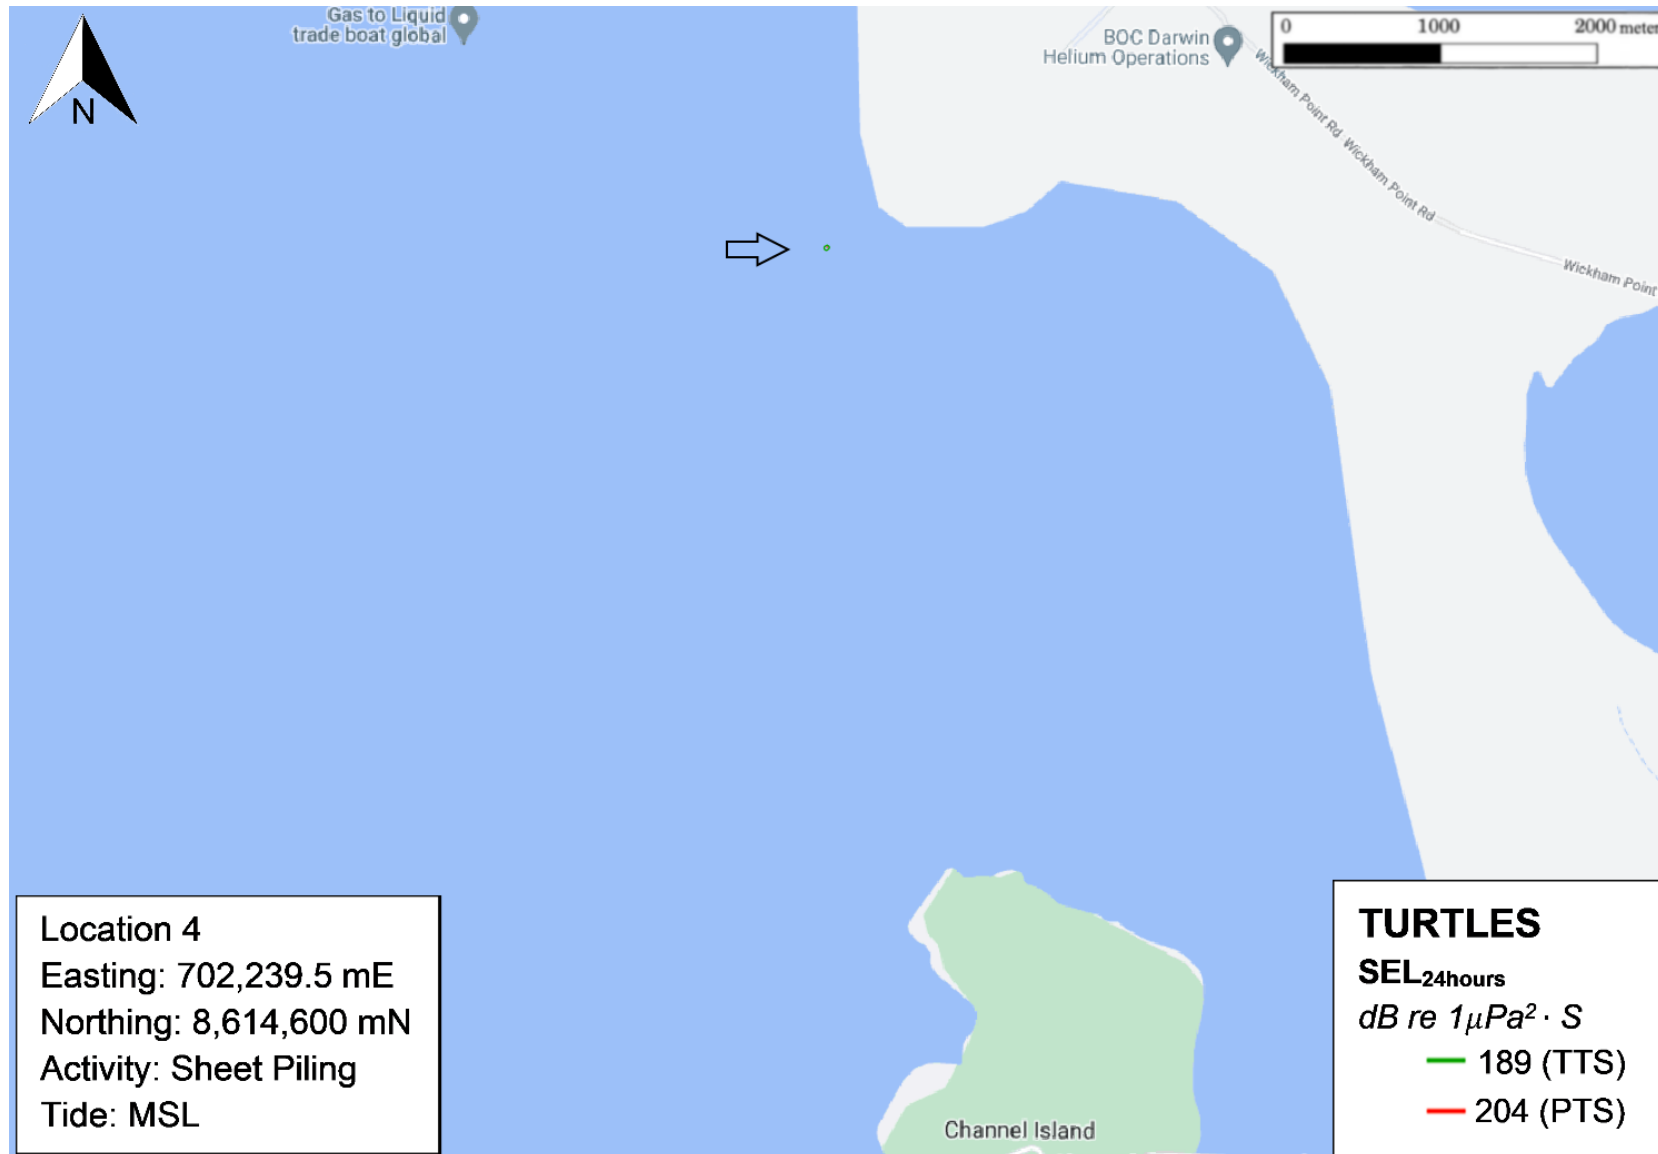 Gas to Liquid
trade boat global
BOC Darwin
Helium Operations
0 1000 2000 meter
N
Wickham Point Rd
Wickham Point Rd
Wickham Point
Location 4
Easting: 702,239.5 mE
Northing: 8,614,600 mN
Activity: Sheet Piling
Tide: MSL
Channel Island
TURTLES
SEL24hours
dB re 1μPa² · S
189 (TTS)
204 (PTS)